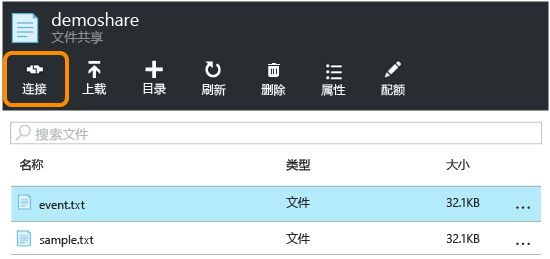 demoshare
文件共享
连接 上载 目录 刷新 删除 属性 配额
搜索文件
名称 类型 大小
event.txt 文件 32.1KB ...
sample.txt 文件 32.1KB ...